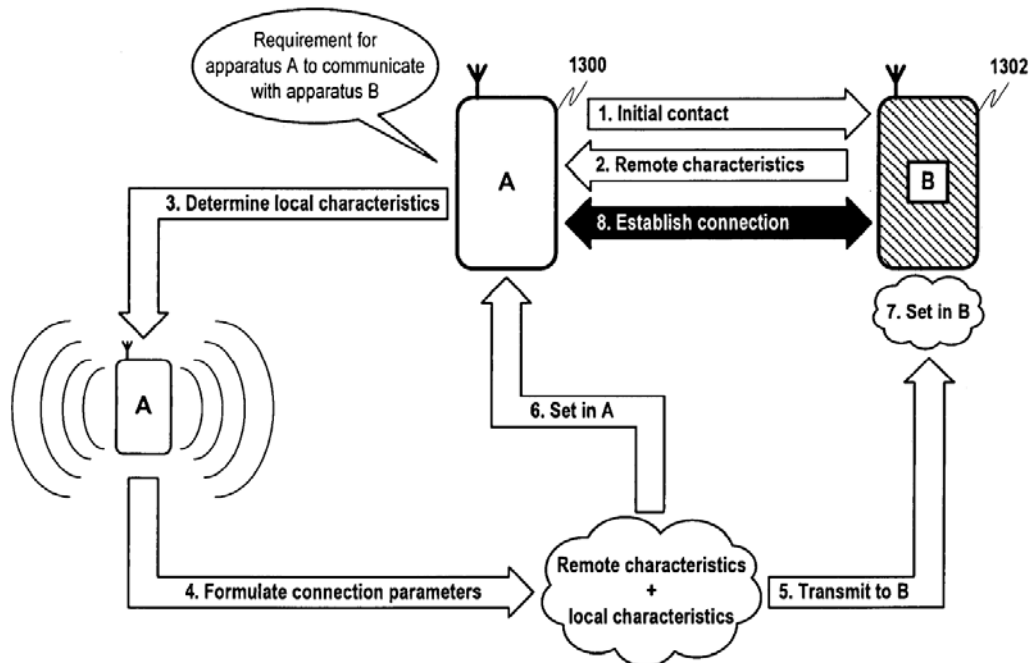 Requirement for
apparatus A to communicate
with apparatus B
1300
1302
1. Initial contact
2. Remote characteristics
A
B
3. Determine local characteristics
8. Establish connection
7. Set in B
A
6. Set in A
Remote characteristics
+
local characteristics
4. Formulate connection parameters
5. Transmit to B